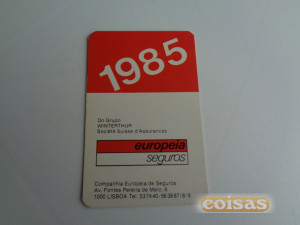 1985
Do Grupo
WINTERTHUR
Société Suisse d'Assurances
europeia
seguros
Companhia Europeia de Seguros
Av. Fontes Pereira de Melo, 6
1000 LISBOA Tel.
coisas